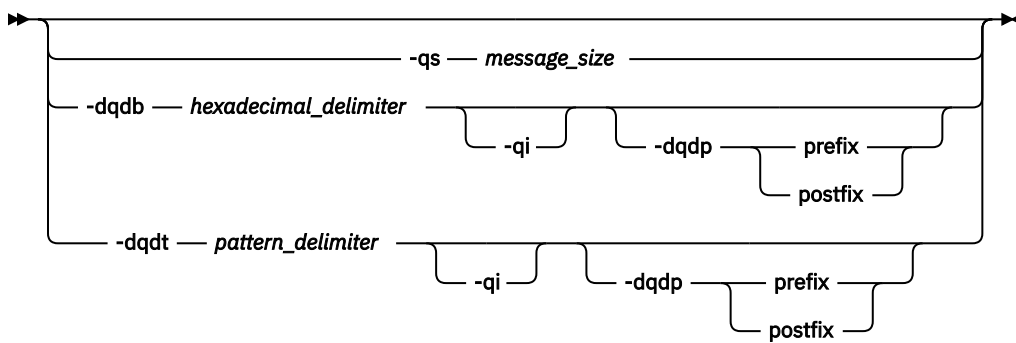 -qs message_size
-dqdb hexadecimal_delimiter
-qi -dqdp prefix
postfix
-dqdt pattern_delimiter
-qi -dqdp prefix
postfix